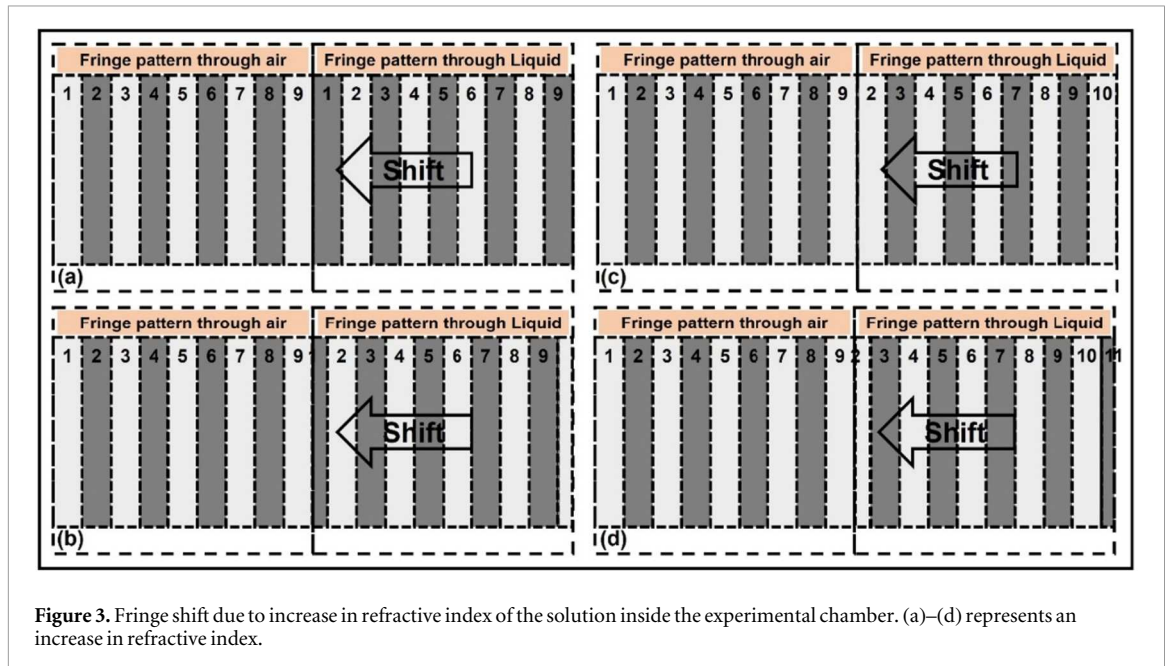 Fringe pattern through air Fringe pattern through Liquid
1 2 3 4 5 6 7 8 9 1 2 3 4 5 6 7 8 9
Shift
(a)
Fringe pattern through air Fringe pattern through Liquid
1 2 3 4 5 6 7 8 9 2 3 4 5 6 7 8 9 10
Shift
(c)
Fringe pattern through air Fringe pattern through Liquid
1 2 3 4 5 6 7 8 9 1 2 3 4 5 6 7 8 9
Shift
(b)
Fringe pattern through air Fringe pattern through Liquid
1 2 3 4 5 6 7 8 9 2 3 4 5 6 7 8 9 10 11
Shift
(d)
Figure 3. Fringe shift due to increase in refractive index of the solution inside the experimental chamber. (a)–(d) represents an
increase in refractive index.